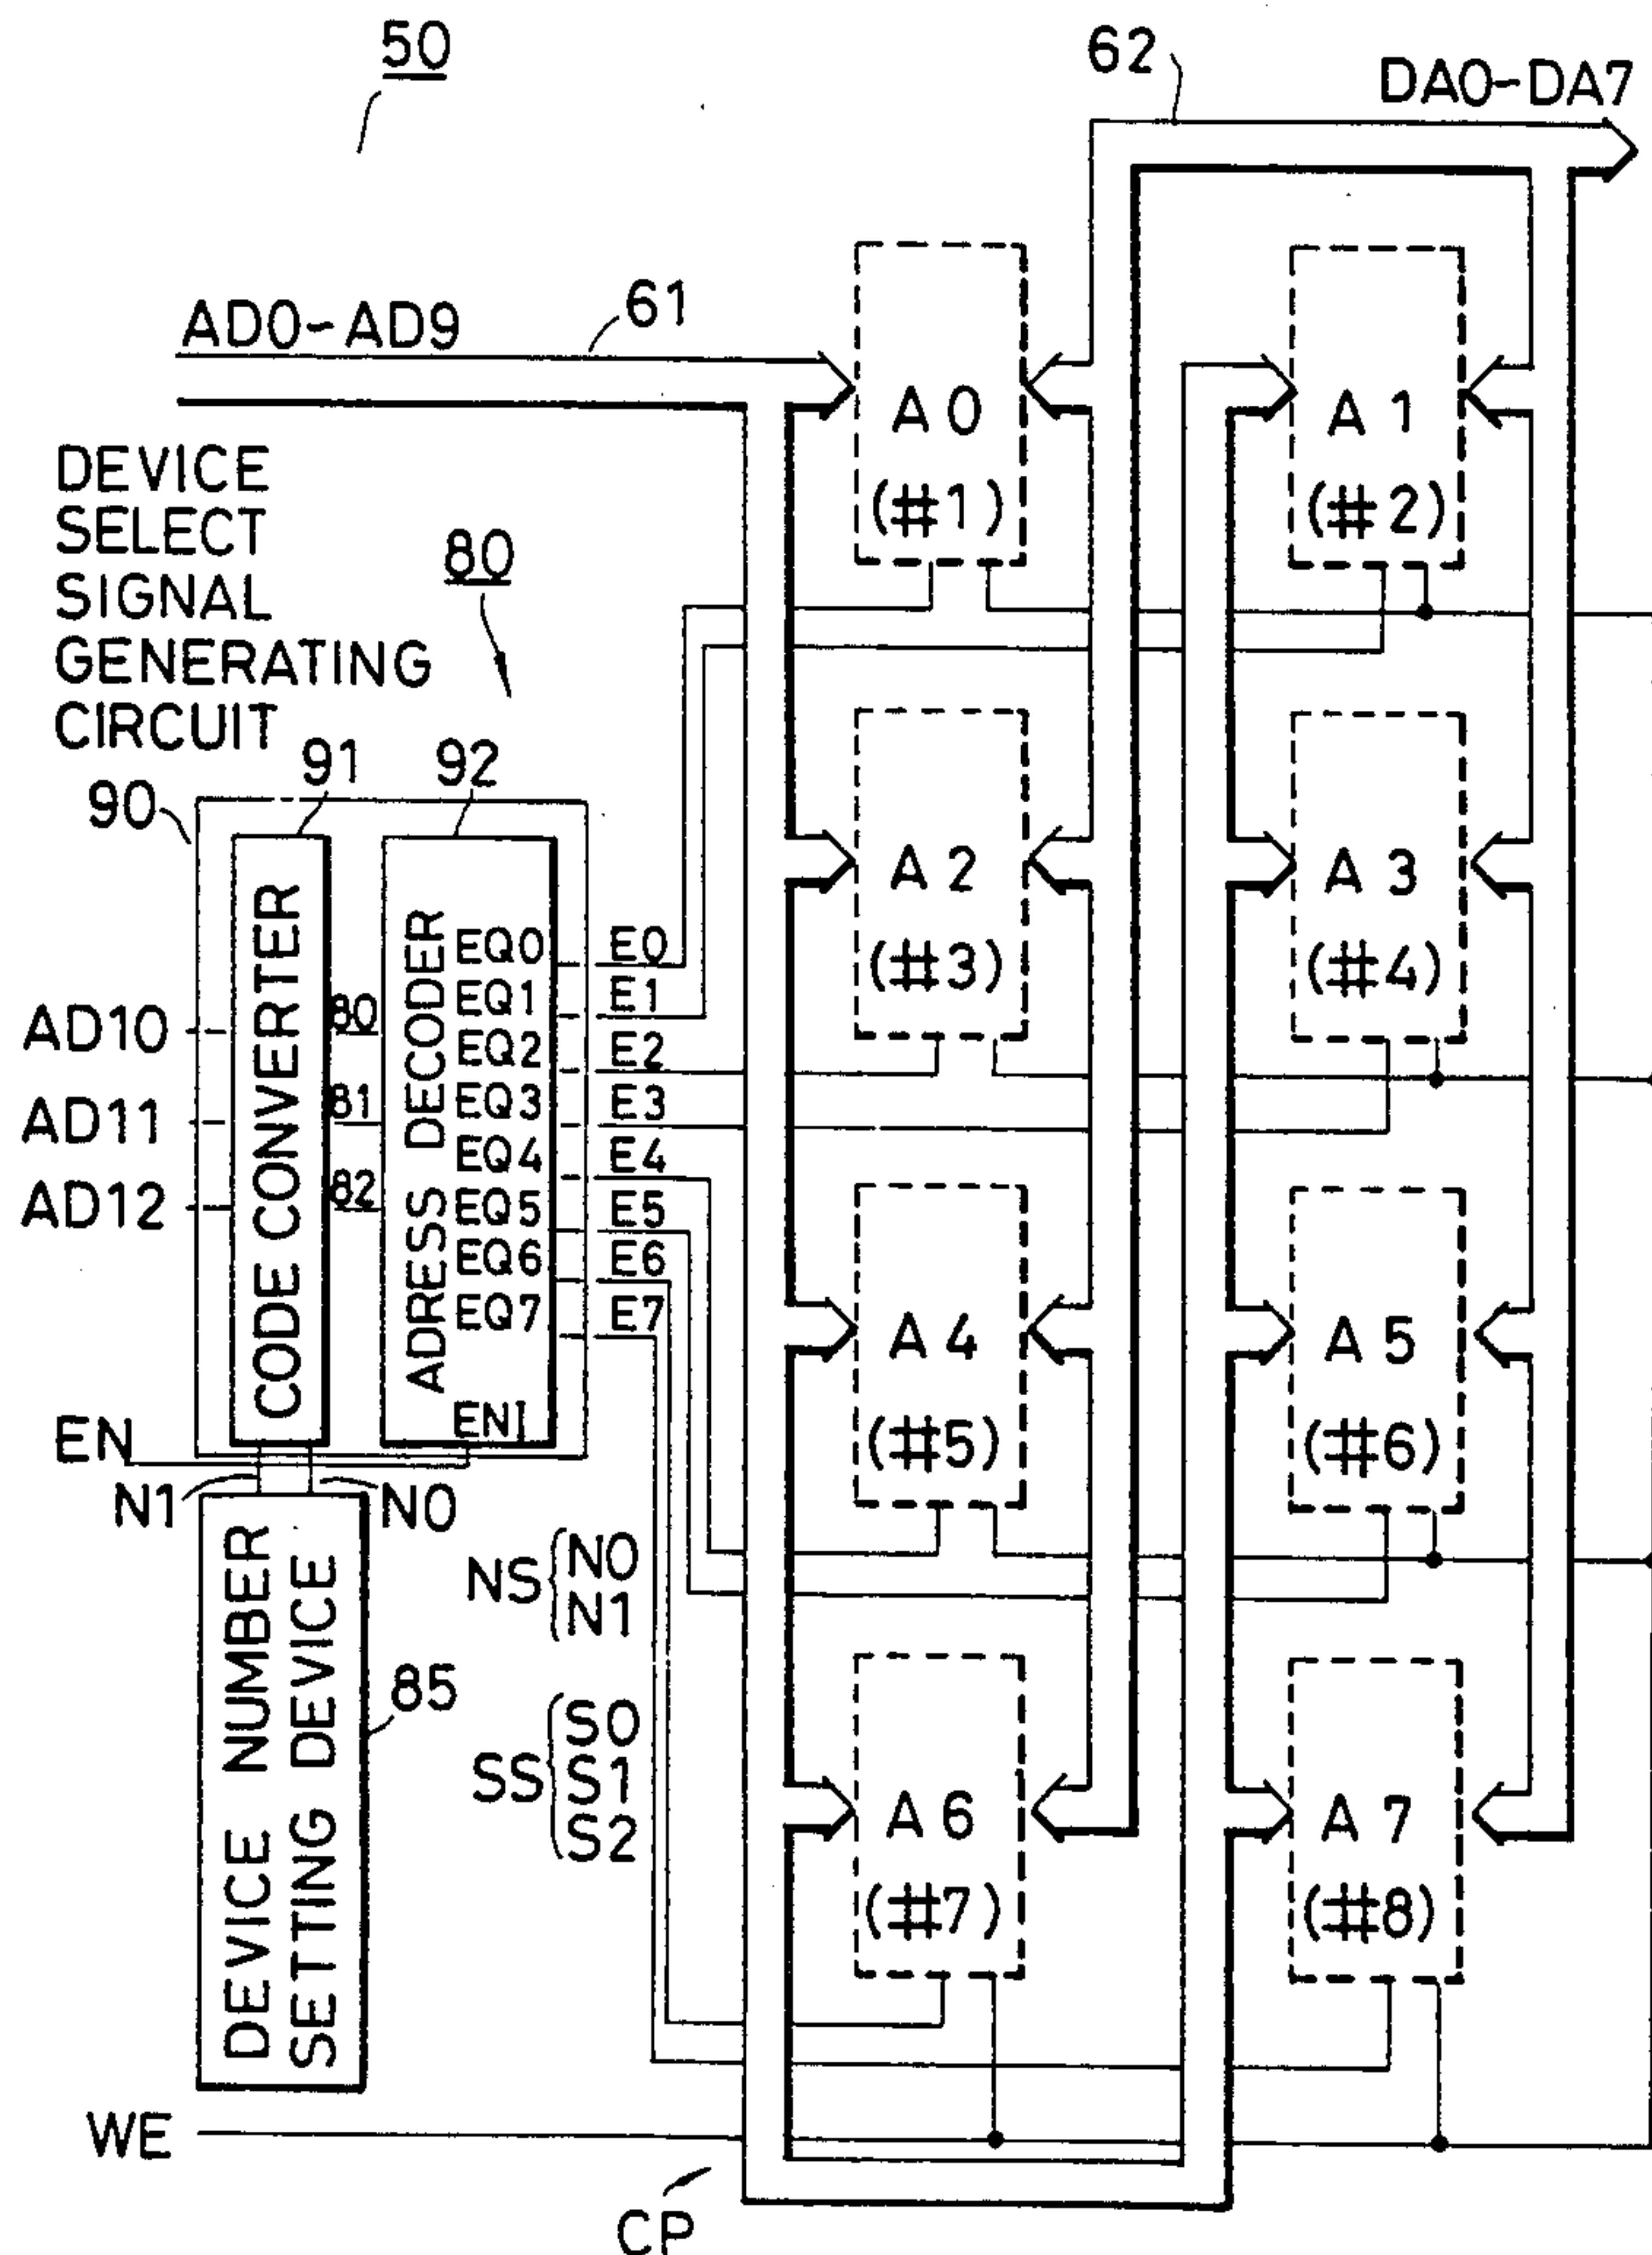 50
62
DA0-DA7
AD0-AD9
61
A0
(#1)
A1
(#2)
DEVICE
SELECT
SIGNAL
GENERATING
CIRCUIT
80
90
91
92
A2
(#3)
A3
(#4)
CODE CONVERTER
ADRESS DECODER
EQ0
EQ1
EQ2
EQ3
EQ4
EQ5
EQ6
EQ7
ENI
E0
E1
E2
E3
E4
E5
E6
E7
AD10
AD11
AD12
80
81
82
A4
(#5)
A5
(#6)
EN
N1
N0
NS{N0
N1
DEVICE NUMBER
SETTING DEVICE
85
SS{S0
S1
S2
A6
(#7)
A7
(#8)
WE
CP